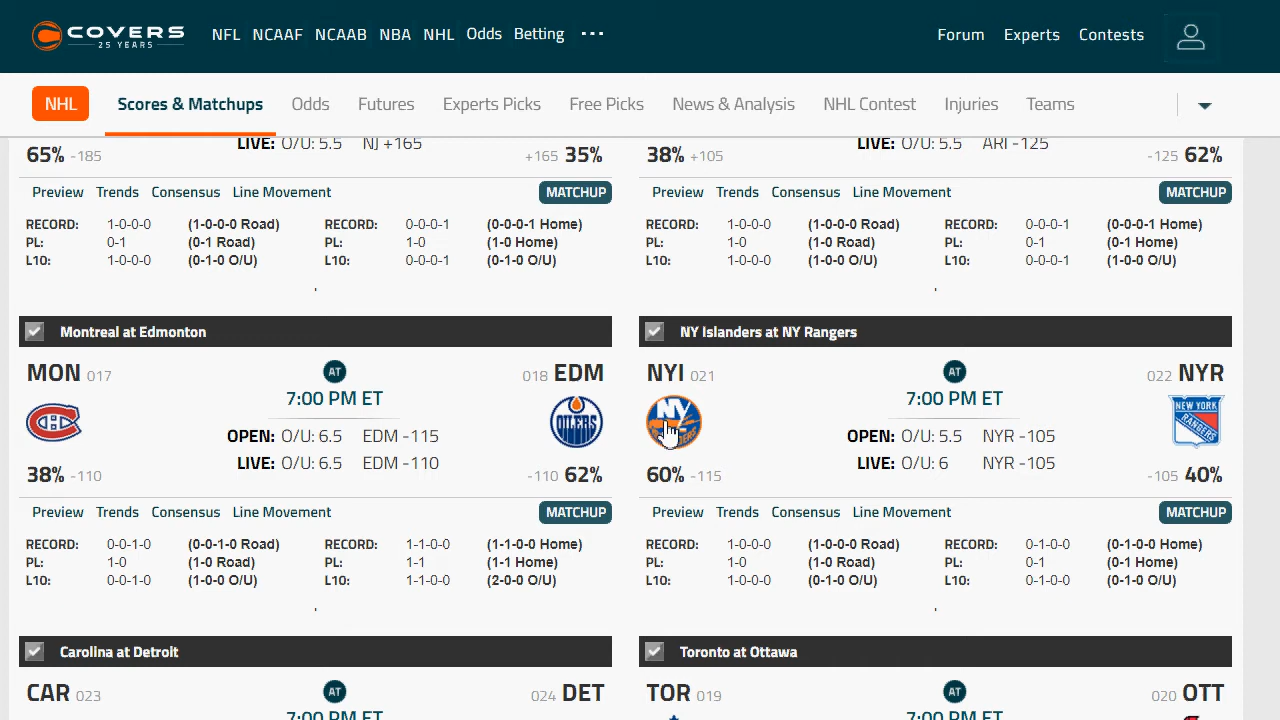 COVERS
25 YEARS
NFL NCAAF NCAAB NBA NHL Odds Betting ...
Forum Experts Contests
NHL Scores & Matchups Odds Futures Experts Picks Free Picks News & Analysis NHL Contest Injuries Teams
65% -185 LIVE: O/U: 5.5 NJ +165 +165 35%
38% +105 LIVE: O/U: 5.5 ARI -125 -125 62%
Preview Trends Consensus Line Movement MATCHUP
Preview Trends Consensus Line Movement MATCHUP
RECORD: 1-0-0-0 (1-0-0-0 Road) RECORD: 0-0-0-1 (0-0-0-1 Home)
PL: 0-1 (0-1 Road) PL: 1-0 (1-0 Home)
L10: 1-0-0-0 (0-1-0 O/U) L10: 0-0-0-1 (0-1-0 O/U)
RECORD: 1-0-0-0 (1-0-0-0 Road) RECORD: 0-0-0-1 (0-0-0-1 Home)
PL: 1-0 (1-0 Road) PL: 0-1 (0-1 Home)
L10: 1-0-0-0 (1-0-0 O/U) L10: 0-0-0-1 (1-0-0 O/U)
Montreal at Edmonton
MON 017 AT 018 EDM
7:00 PM ET
OILERS
OPEN: O/U: 6.5 EDM -115
LIVE: O/U: 6.5 EDM -110
38% -110 -110 62%
Preview Trends Consensus Line Movement MATCHUP
RECORD: 0-0-1-0 (0-0-1-0 Road) RECORD: 1-1-0-0 (1-1-0-0 Home)
PL: 1-0 (1-0 Road) PL: 1-1 (1-1 Home)
L10: 0-0-1-0 (1-0-0 O/U) L10: 1-1-0-0 (2-0-0 O/U)
NY Islanders at NY Rangers
NYI 021 AT 022 NYR
7:00 PM ET
NY
NEW YORK
RANGERS
OPEN: O/U: 5.5 NYR -105
LIVE: O/U: 6 NYR -105
60% -115 -105 40%
Preview Trends Consensus Line Movement MATCHUP
RECORD: 1-0-0-0 (1-0-0-0 Road) RECORD: 0-1-0-0 (0-1-0-0 Home)
PL: 1-0 (1-0 Road) PL: 0-1 (0-1 Home)
L10: 1-0-0-0 (0-1-0 O/U) L10: 0-1-0-0 (0-1-0 O/U)
Carolina at Detroit
CAR 023 AT 024 DET
7:00 PM ET
Toronto at Ottawa
TOR 019 AT 020 OTT
7:00 PM ET